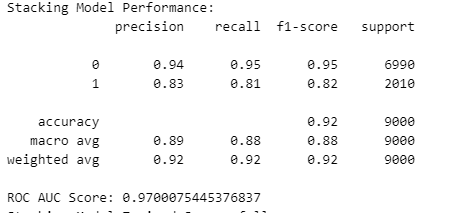 Stacking Model Performance:
precision recall f1-score support
0 0.94 0.95 0.95 6990
1 0.83 0.81 0.82 2010
accuracy 0.92 9000
macro avg 0.89 0.88 0.88 9000
weighted avg 0.92 0.92 0.92 9000
ROC AUC Score: 0.9700075445376837